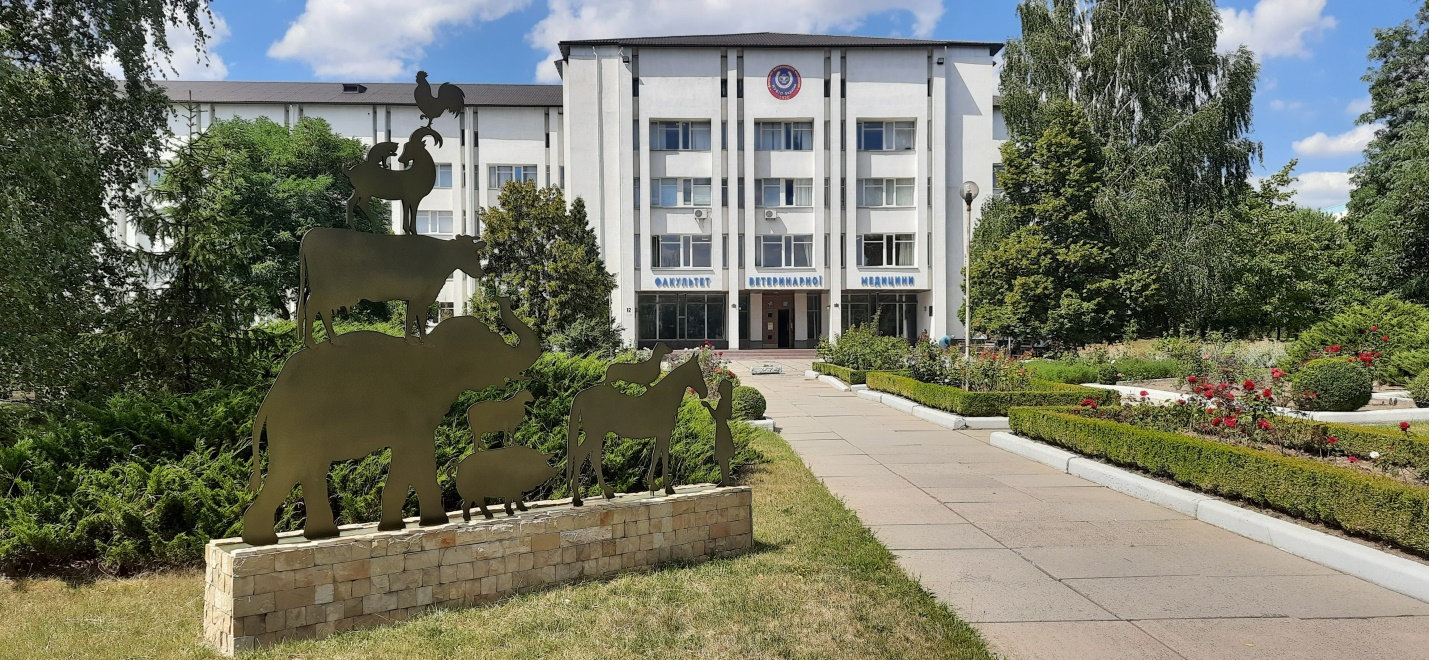 ФАКУЛЬТЕТ ВЕТЕРИНАРНОЇ МЕДИЦИНИ